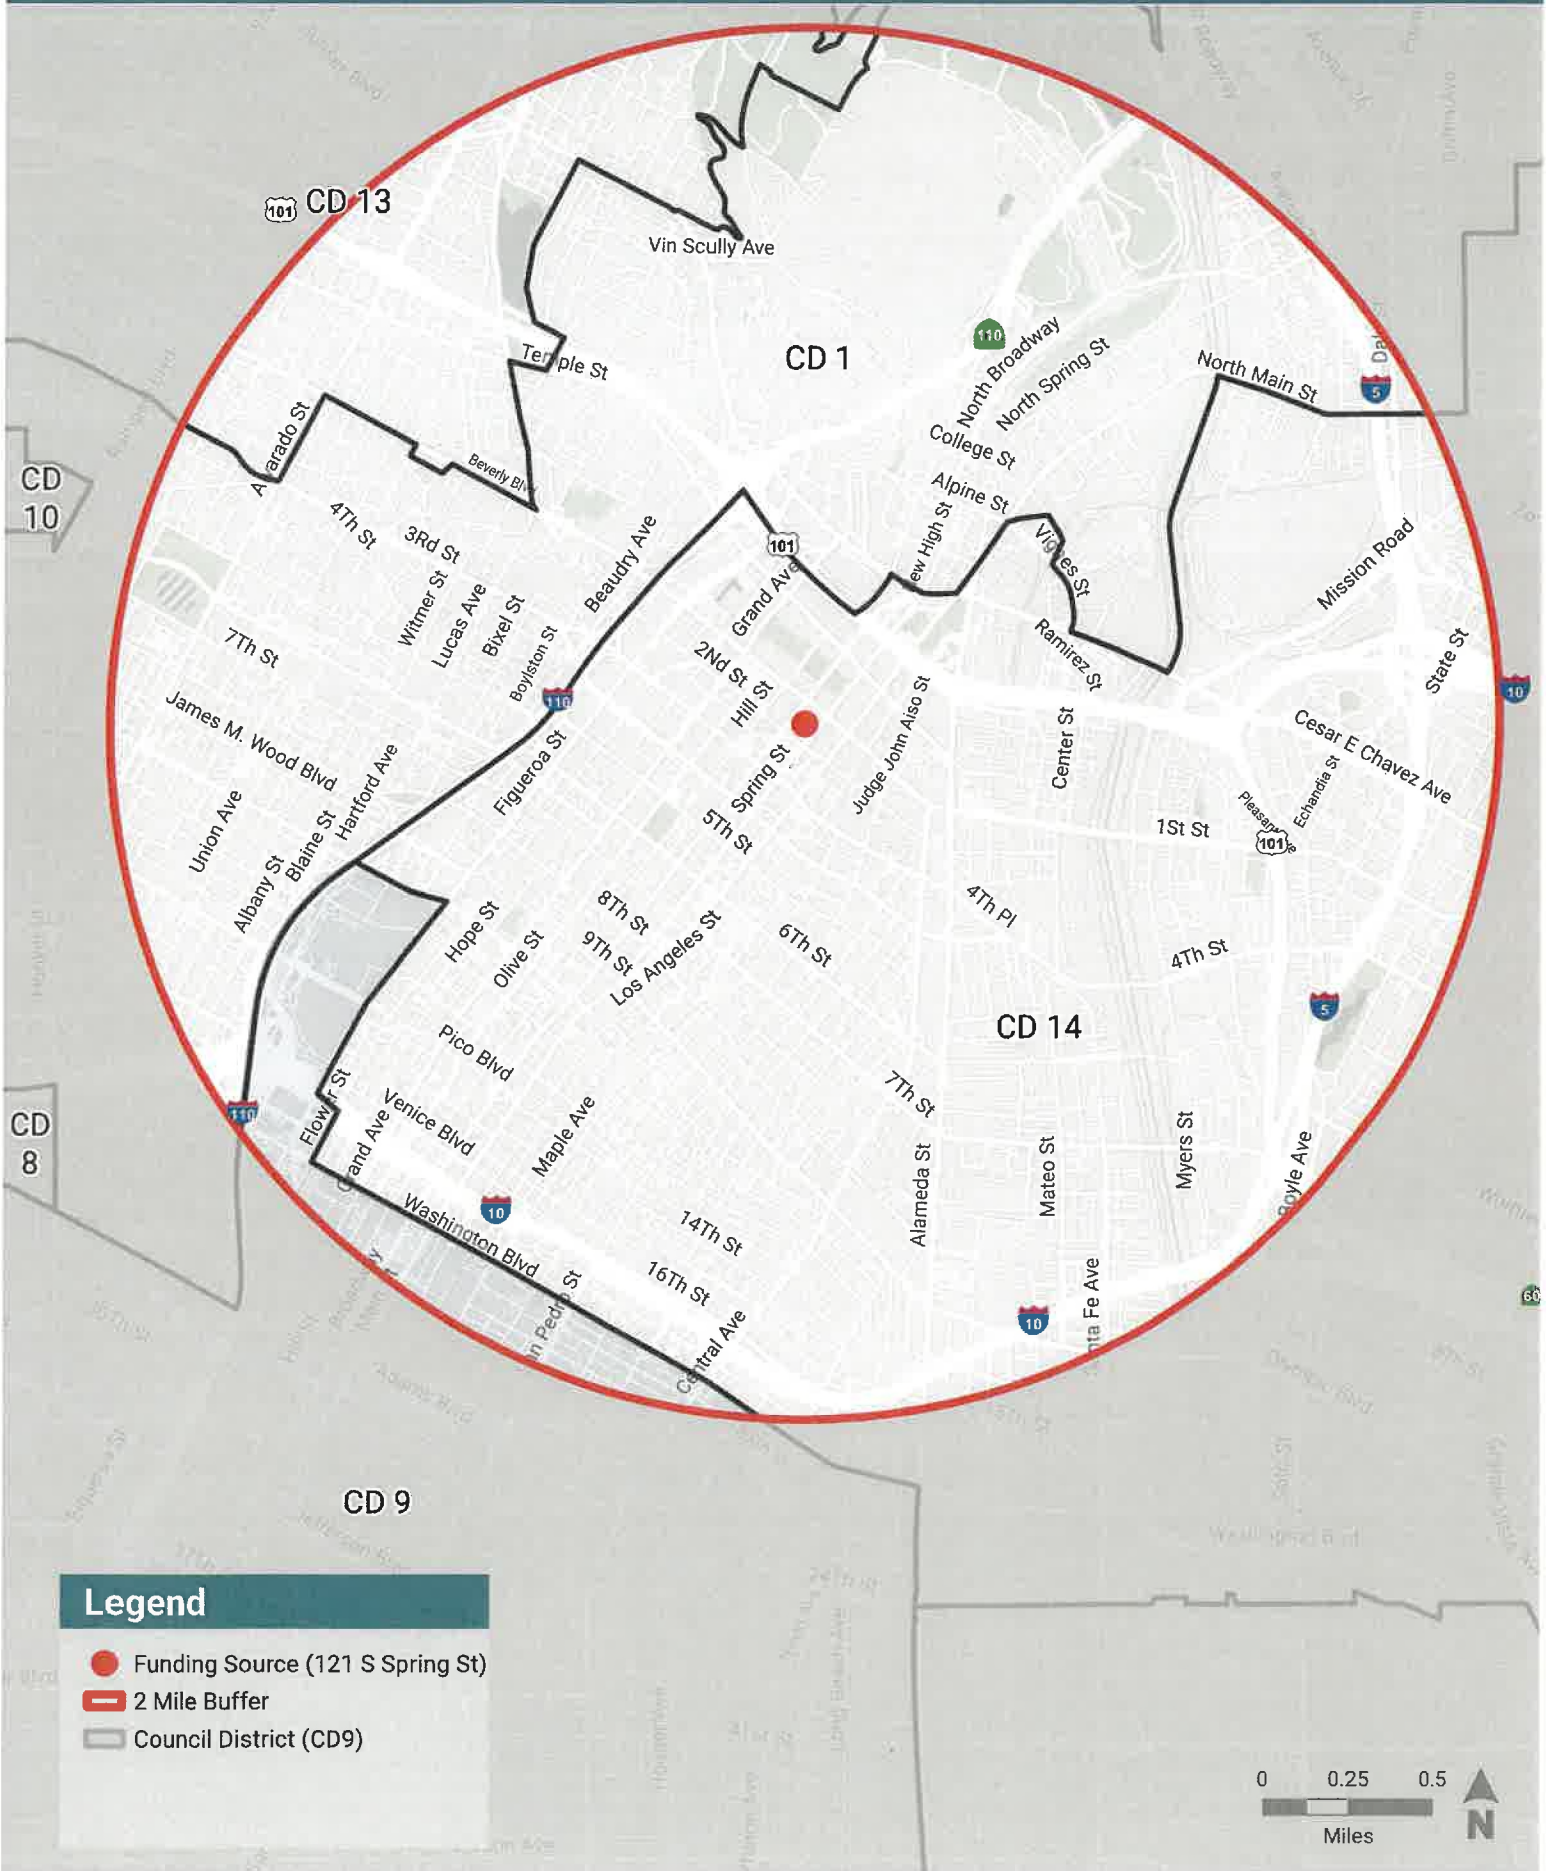 101
CD 13
Vin Scully Ave
CD 1
110
North Broadway
North Spring St
North Main St
5
Temple St
College St
Alpine St
Beverly
CD
10
4Th St
3Rd St
Witmer St
Lucas Ave
Bixel St
Boylston St
Beaudry Ave
101
Grand Ave
High St
St
Mission Road
Ramirez St
State St
10
7Th St
James M. Wood Blvd
110
2Nd St
Hill St
Spring St
Judge John Aiso St
Center St
Cesar E Chavez Ave
Echandia St
101
1St St
Union Ave
Albany St
Blaine St
Hartford Ave
Figueroa St
5Th St
8Th St
9Th St
Hope St
Olive St
Los Angeles St
6Th St
4Th Pl
4Th St
5
CD 14
Pico Blvd
Venice Blvd
Maple Ave
7Th St
110
Flower St
CD
8
Alameda St
Mateo St
Myers St
Washington Blvd
10
14Th St
16Th St
Central Ave
10
Fe Ave
60
Adams Blvd
CD 9
Legend
Funding Source (121 S Spring St)
2 Mile Buffer
Council District (CD9)
0 0.25 0.5
Miles
N